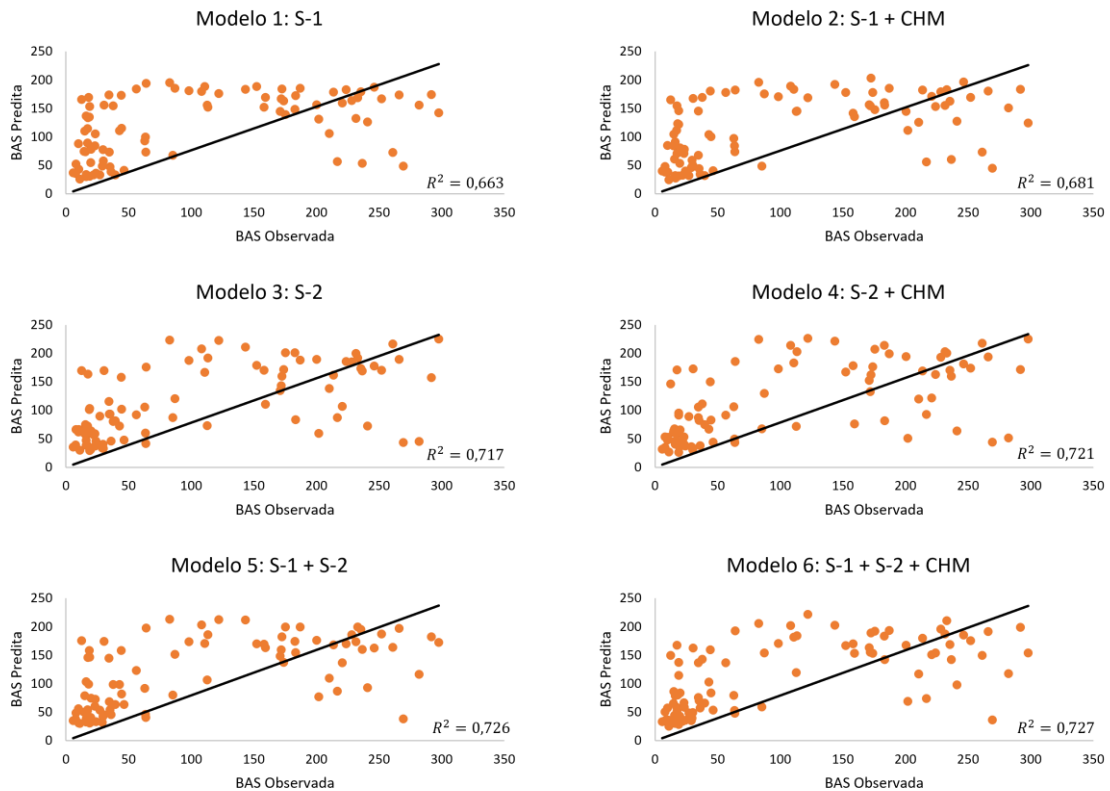 Modelo 1: S-1
BAS Predita
250
200
150
100
50
0
R² = 0,663
0 50 100 150 200 250 300 350
BAS Observada
Modelo 2: S-1 + CHM
BAS Predita
250
200
150
100
50
0
R² = 0,681
0 50 100 150 200 250 300 350
BAS Observada
Modelo 3: S-2
BAS Predita
250
200
150
100
50
0
R² = 0,717
0 50 100 150 200 250 300 350
BAS Observada
Modelo 4: S-2 + CHM
BAS Predita
250
200
150
100
50
0
R² = 0,721
0 50 100 150 200 250 300 350
BAS Observada
Modelo 5: S-1 + S-2
BAS Predita
250
200
150
100
50
0
R² = 0,726
0 50 100 150 200 250 300 350
BAS Observada
Modelo 6: S-1 + S-2 + CHM
BAS Predita
250
200
150
100
50
0
R² = 0,727
0 50 100 150 200 250 300 350
BAS Observada